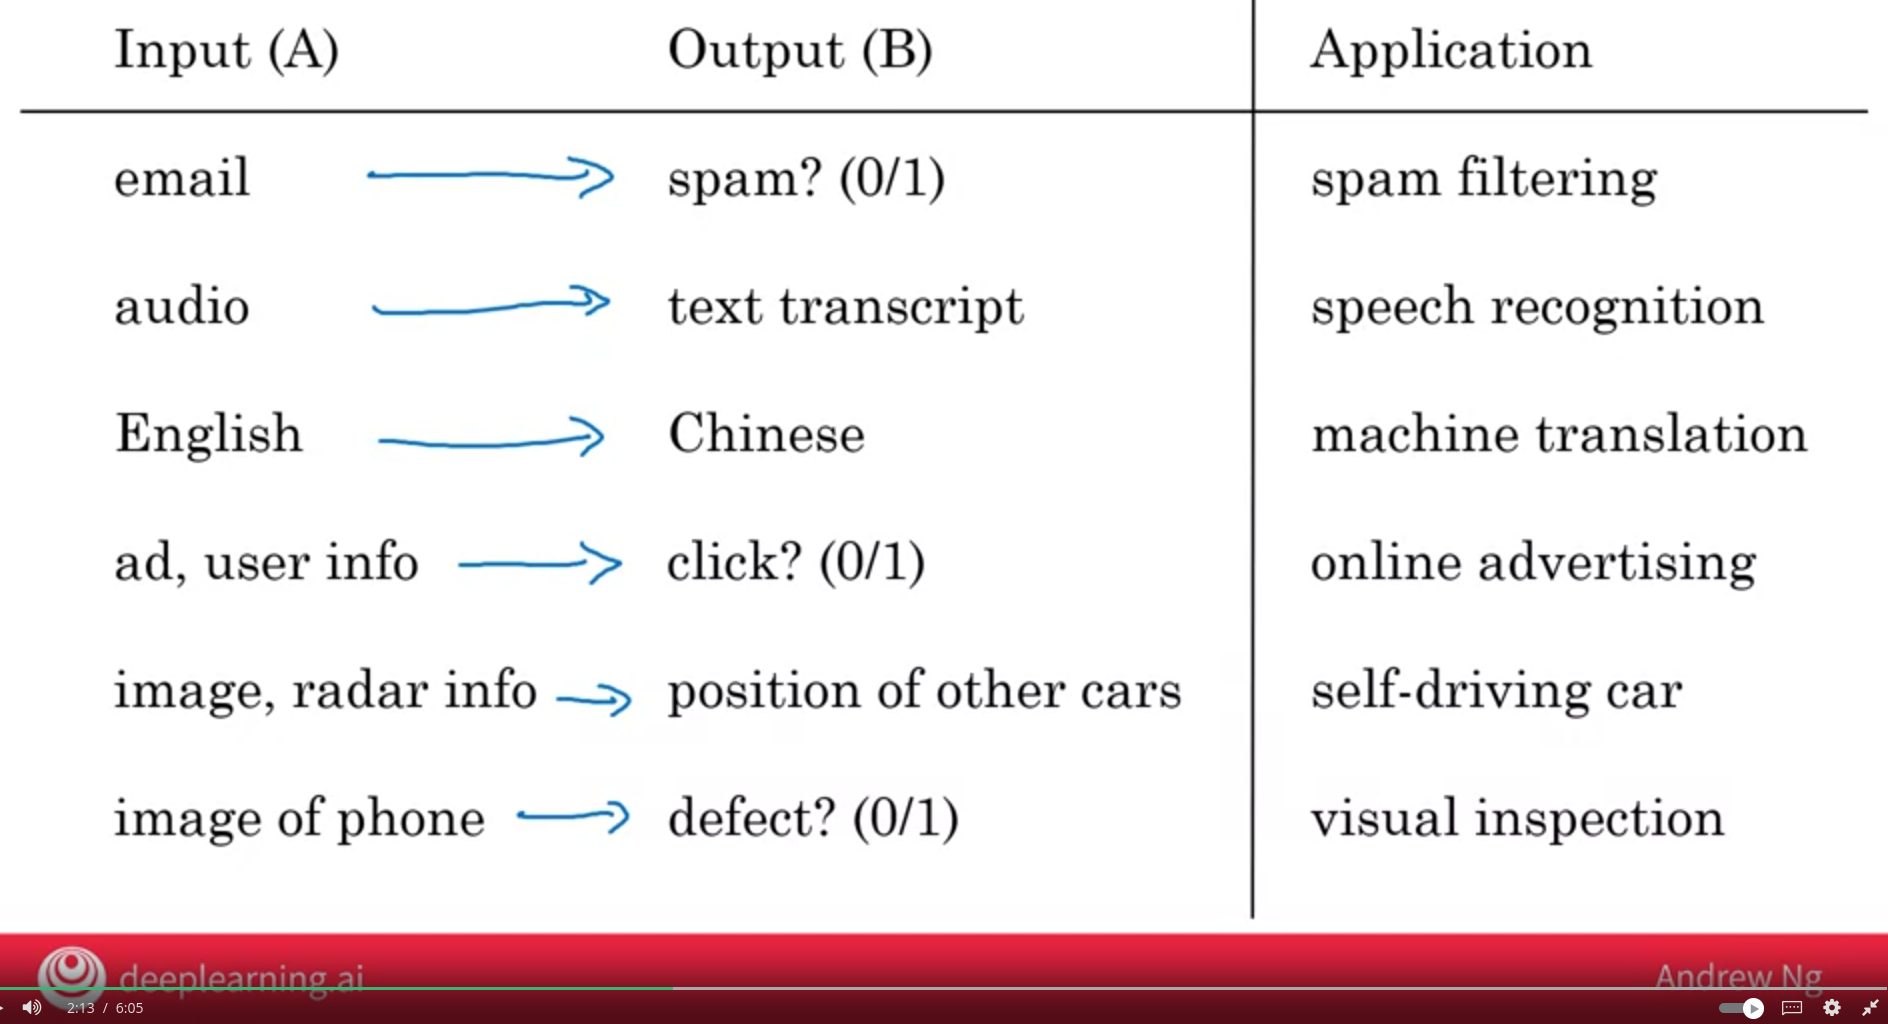 Input (A) Output (B) Application
email spam? (0/1) spam filtering
audio text transcript speech recognition
English Chinese machine translation
ad, user info click? (0/1) online advertising
image, radar info position of other cars self-driving car
image of phone defect? (0/1) visual inspection
deeplearning.ai Andrew Ng
2:13 / 6:05